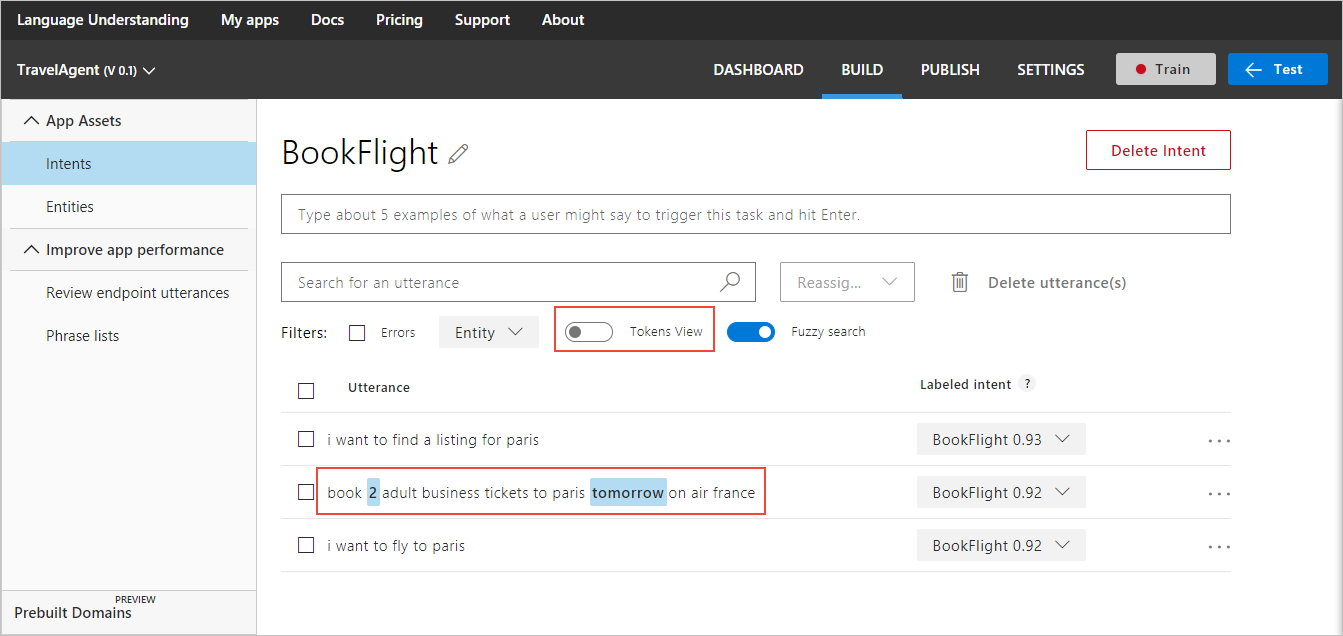 Language Understanding My apps Docs Pricing Support About
TravelAgent (V 0.1) DASHBOARD BUILD PUBLISH SETTINGS Train Test
App Assets
Intents
Entities
Improve app performance
Review endpoint utterances
Phrase lists
PREVIEW
Prebuilt Domains
BookFlight Delete Intent
Type about 5 examples of what a user might say to trigger this task and hit Enter.
Search for an utterance Reassig... Delete utterance(s)
Filters: Errors Entity Tokens View Fuzzy search
Utterance Labeled intent ?
i want to find a listing for paris BookFlight 0.93 ...
book 2 adult business tickets to paris tomorrow on air france BookFlight 0.92 ...
i want to fly to paris BookFlight 0.92 ...